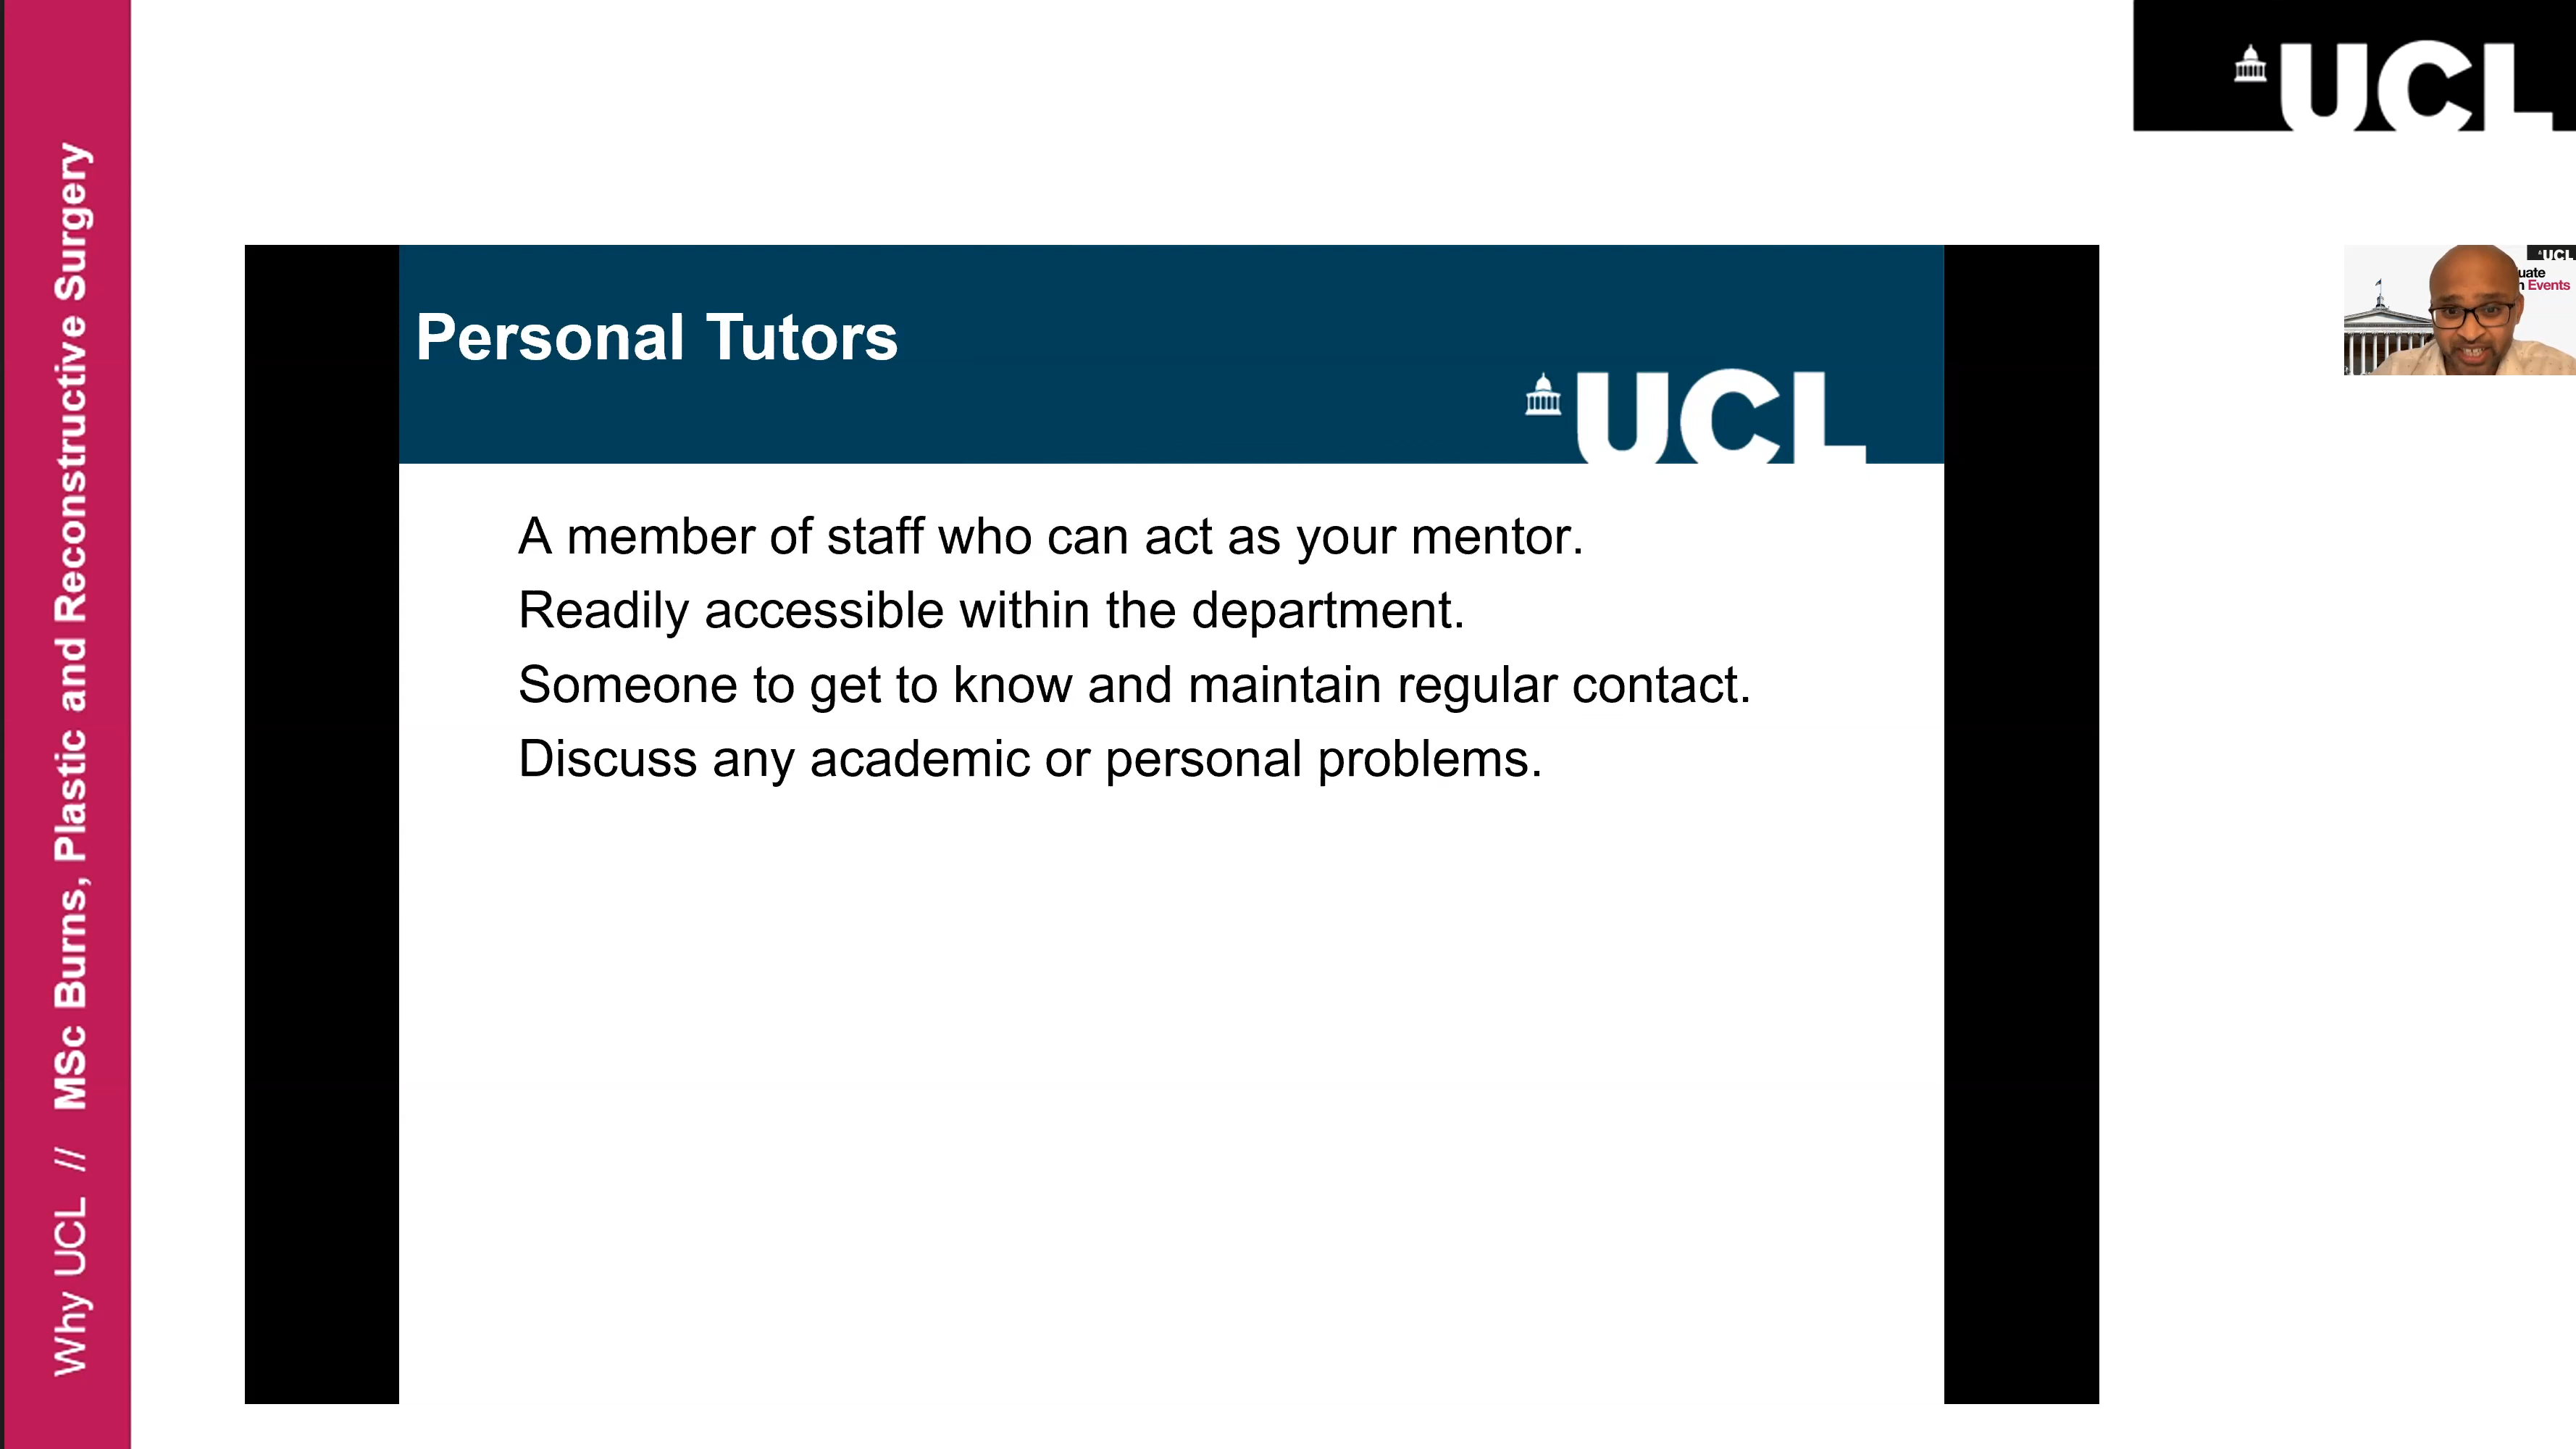 Why UCL // MSc Burns, Plastic and Reconstructive Surgery
UCL
Personal Tutors
UCL
A member of staff who can act as your mentor.
Readily accessible within the department.
Someone to get to know and maintain regular contact.
Discuss any academic or personal problems.
UCL
Events